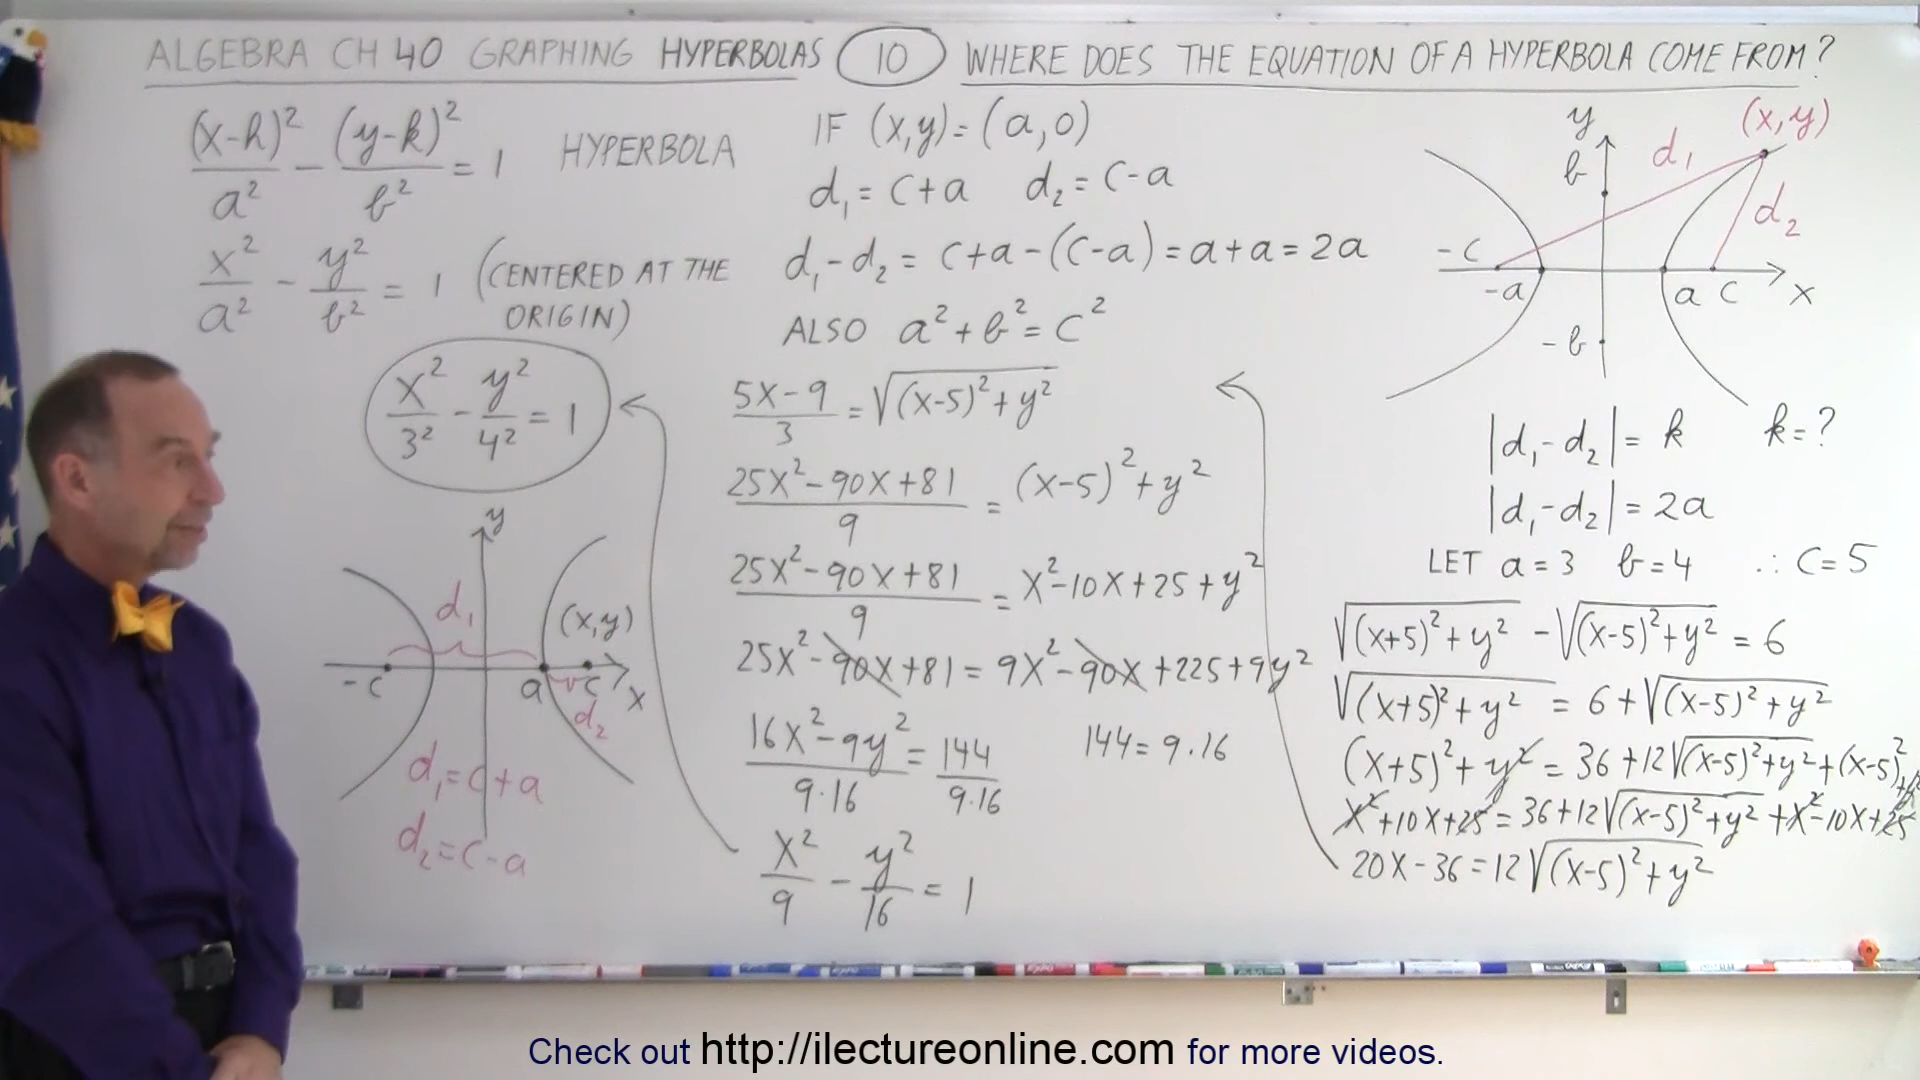 ALGEBRA CH 40 GRAPHING HYPERBOLAS (10) WHERE DOES THE EQUATION OF A HYPERBOLA COME FROM?
(x-h)²/a² - (y-k)²/b² = 1 HYPERBOLA
x²/a² - y²/b² = 1 (CENTERED AT THE
ORIGIN)
x²/3² - y²/4² = 1
y
d₁
(x,y)
-c a c x
d₂
d₁=c+a
d₂=c-a
IF (x,y)=(a,0)
d₁=c+a d₂=c-a
d₁-d₂=c+a-(c-a)=a+a=2a
ALSO a²+b²=c²
(5x-9)/3=√((x-5)²+y²)
(25x²-90x+81)/9=(x-5)²+y²
(25x²-90x+81)/9=x²-10x+25+y²
25x²-90x+81=9x²-90x+225+9y²
(16x²-9y²)/(9·16)=144/(9·16) 144=9·16
x²/9 - y²/16 = 1
y (x,y)
b d₁
d₂
-c
-a a c x
-b
|d₁-d₂|=k k=?
|d₁-d₂|=2a
LET a=3 b=4 ∴ c=5
√((x+5)²+y²) - √((x-5)²+y²) = 6
√((x+5)²+y²) = 6+√((x-5)²+y²)
(x+5)²+y²=36+12√((x-5)²+y²)+(x-5)²+y²
x²+10x+25=36+12√((x-5)²+y²)+x²-10x+25
20x-36=12√((x-5)²+y²)
Check out http://ilectureonline.com for more videos.